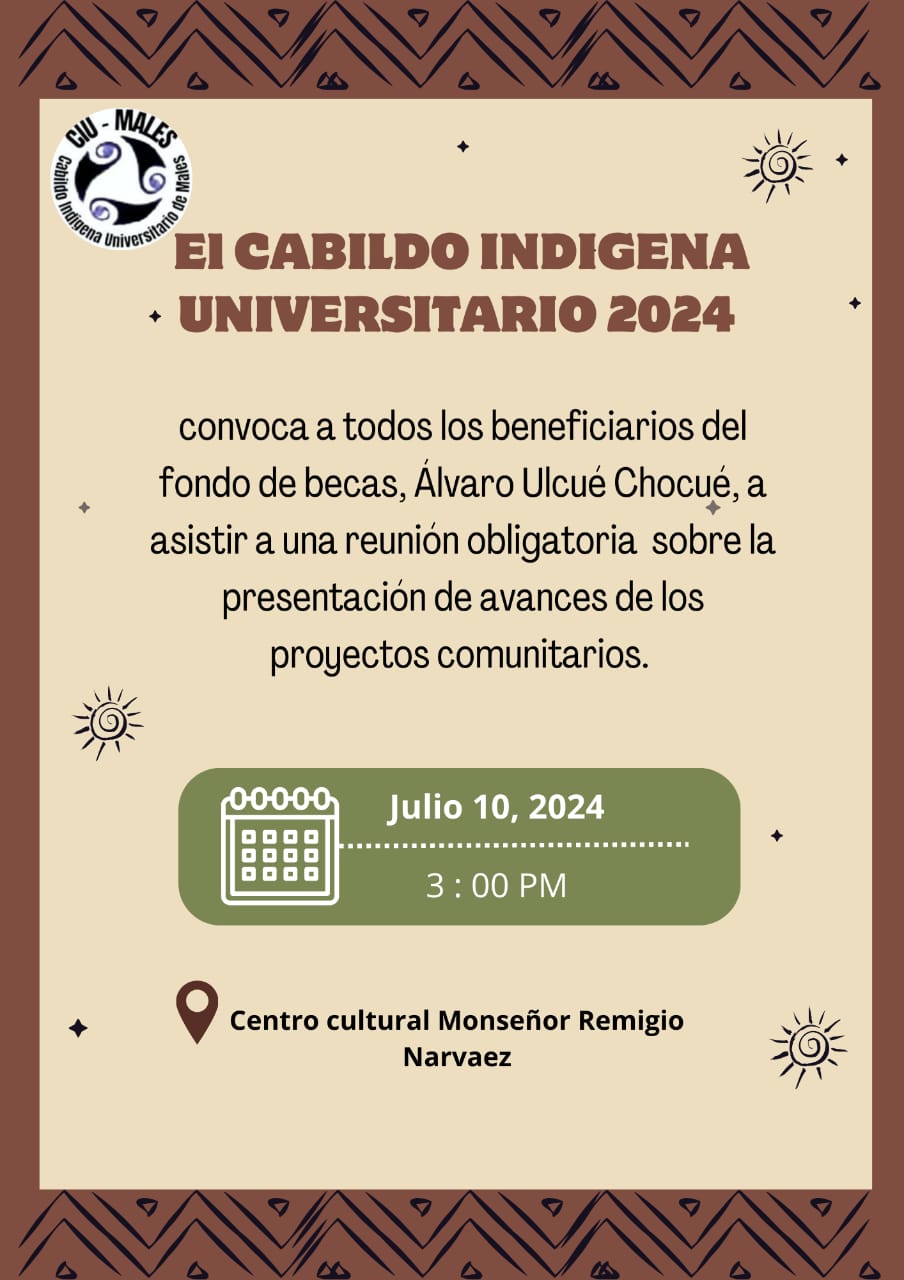 CIU - MALES
Cabildo Indigena Universitario de Males
El CABILDO INDIGENA
UNIVERSITARIO 2024
convoca a todos los beneficiarios del
fondo de becas, Álvaro Ulcué Chocué, a
asistir a una reunión obligatoria sobre la
presentación de avances de los
proyectos comunitarios.
Julio 10, 2024
3 : 00 PM
Centro cultural Monseñor Remigio
Narvaez